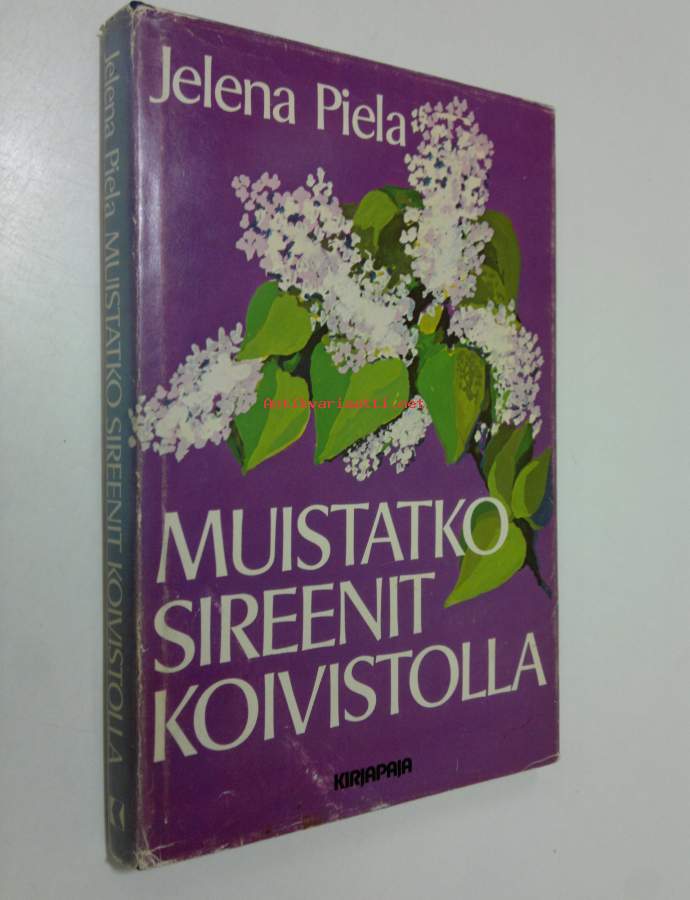 Jelena Piela
MUISTATKO
SIREENIT
KOIVISTOLLA
KIRJAPAJA
Jelena Piela MUISTATKO SIREENIT KOIVISTOLLA
Antikvariaatti.net